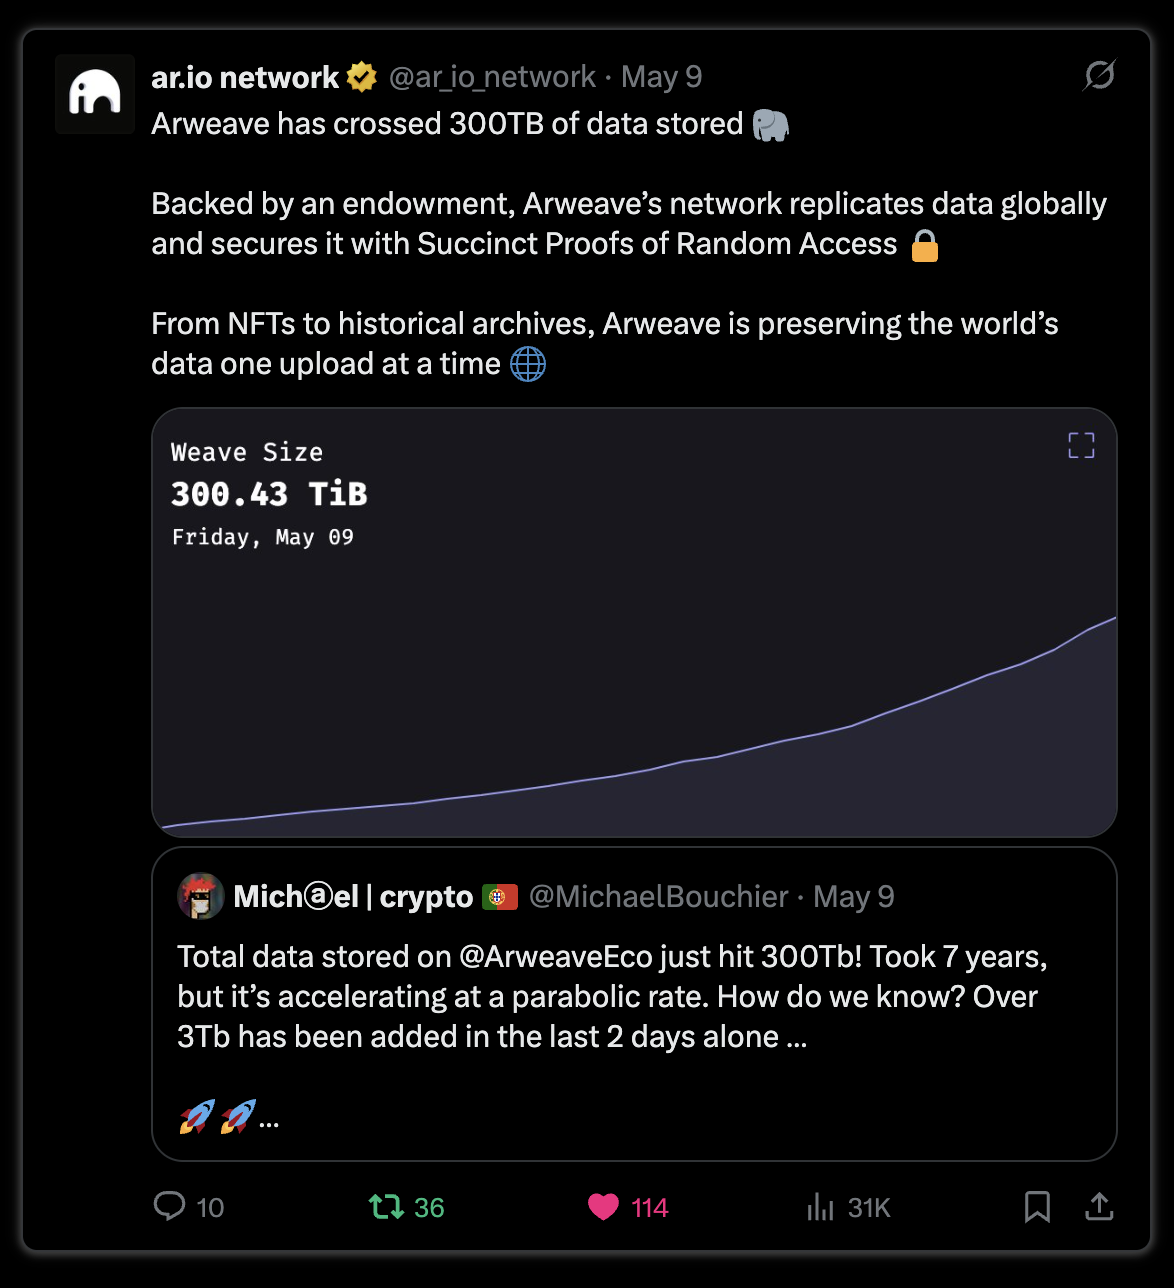 ar.io network @ar_io_network · May 9
Arweave has crossed 300TB of data stored 🐘
Backed by an endowment, Arweave’s network replicates data globally
and secures it with Succinct Proofs of Random Access 🔒
From NFTs to historical archives, Arweave is preserving the world’s
data one upload at a time 🌐
Weave Size
300.43 TiB
Friday, May 09
Mich@el | crypto 🇵🇹 @MichaelBouchier · May 9
Total data stored on @ArweaveEco just hit 300Tb! Took 7 years,
but it’s accelerating at a parabolic rate. How do we know? Over
3Tb has been added in the last 2 days alone ...
🚀🚀...
10 36 114 31K